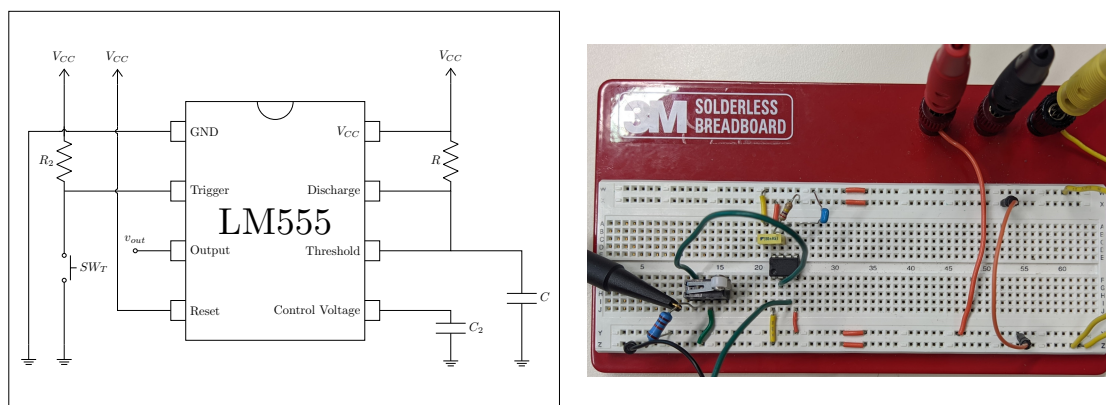 V_CC V_CC V_CC
GND V_CC
R_2 R
Trigger Discharge
LM555
v_out Output Threshold
SW_T
Reset Control Voltage C
C_2
3M SOLDERLESS
BREADBOARD
5 15 20 25 30 35 40 45 50 55 60